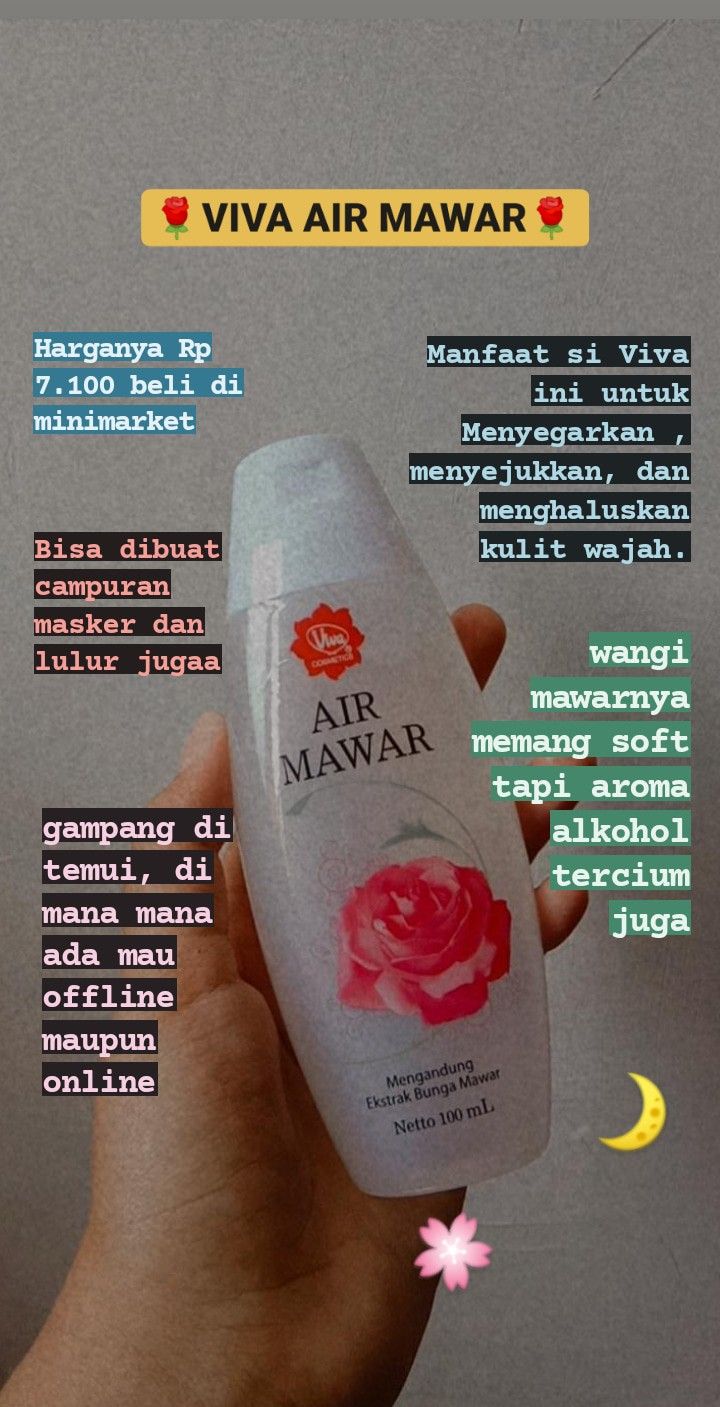 🌹VIVA AIR MAWAR🌹
Harganya Rp
7.100 beli di
minimarket
Manfaat si Viva
ini untuk
Menyegarkan ,
menyejukkan, dan
menghaluskan
kulit wajah.
Bisa dibuat
campuran
masker dan
lulur jugaa
wangi
mawarnya
memang soft
tapi aroma
alkohol
tercium
juga
gampang di
temui, di
mana mana
ada mau
offline
maupun
online
Viva
COSMETICS
AIR
MAWAR
Mengandung
Ekstrak Bunga Mawar
Netto 100 mL